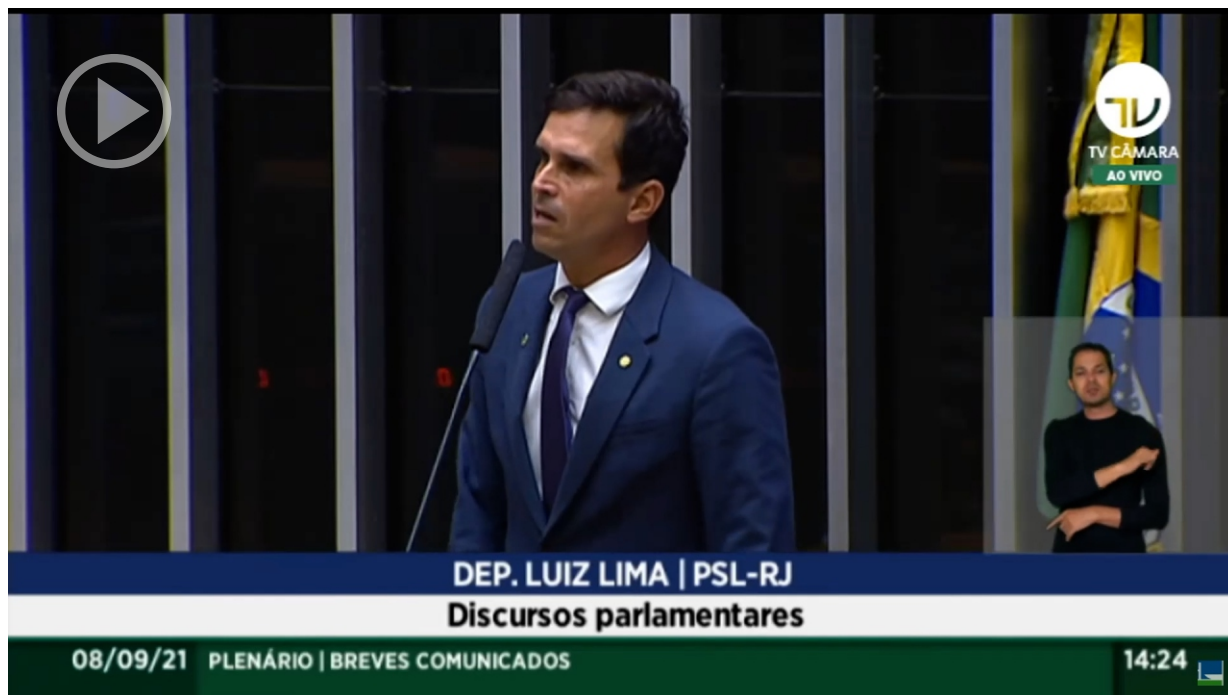 TV CÂMARA
AO VIVO
DEP. LUIZ LIMA | PSL-RJ
Discursos parlamentares
08/09/21 PLENÁRIO | BREVES COMUNICADOS 14:24